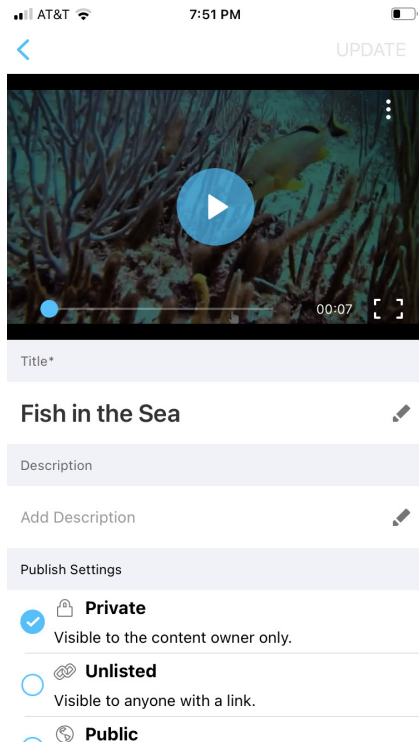 AT&T 7:51 PM
UPDATE
00:07
Title*
Fish in the Sea
Description
Add Description
Publish Settings
Private
Visible to the content owner only.
Unlisted
Visible to anyone with a link.
Public